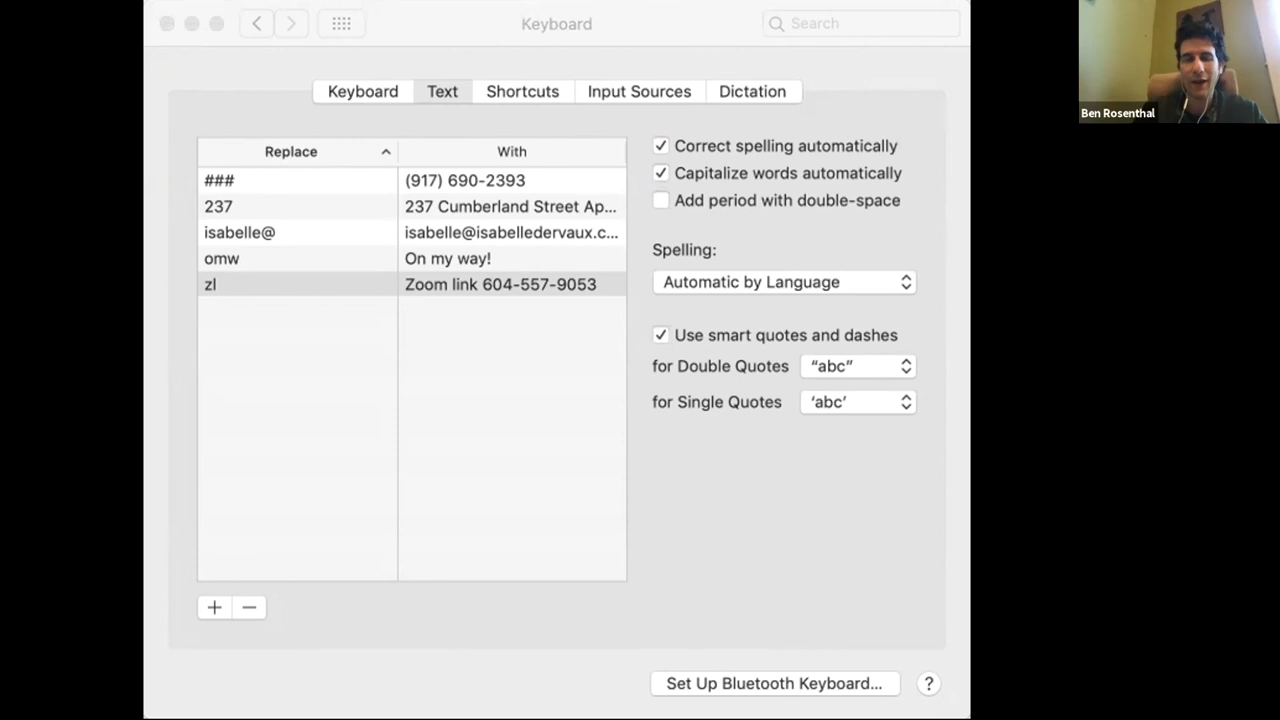 Keyboard
Search
Ben Rosenthal
Keyboard Text Shortcuts Input Sources Dictation
Replace With
### (917) 690-2393
237 237 Cumberland Street Ap...
isabelle@ isabelle@isabelledervaux.c...
omw On my way!
zl Zoom link 604-557-9053
Correct spelling automatically
Capitalize words automatically
Add period with double-space
Spelling:
Automatic by Language
Use smart quotes and dashes
for Double Quotes “abc”
for Single Quotes ‘abc’
Set Up Bluetooth Keyboard... ?